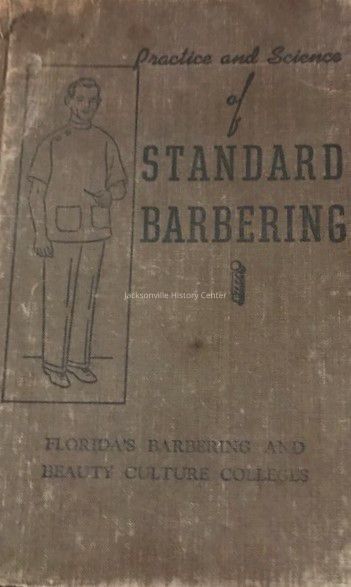 Practice and Science
of
STANDARD
BARBERING
Jacksonville History Center
FLORIDA'S BARBERING AND
BEAUTY CULTURE COLLEGES